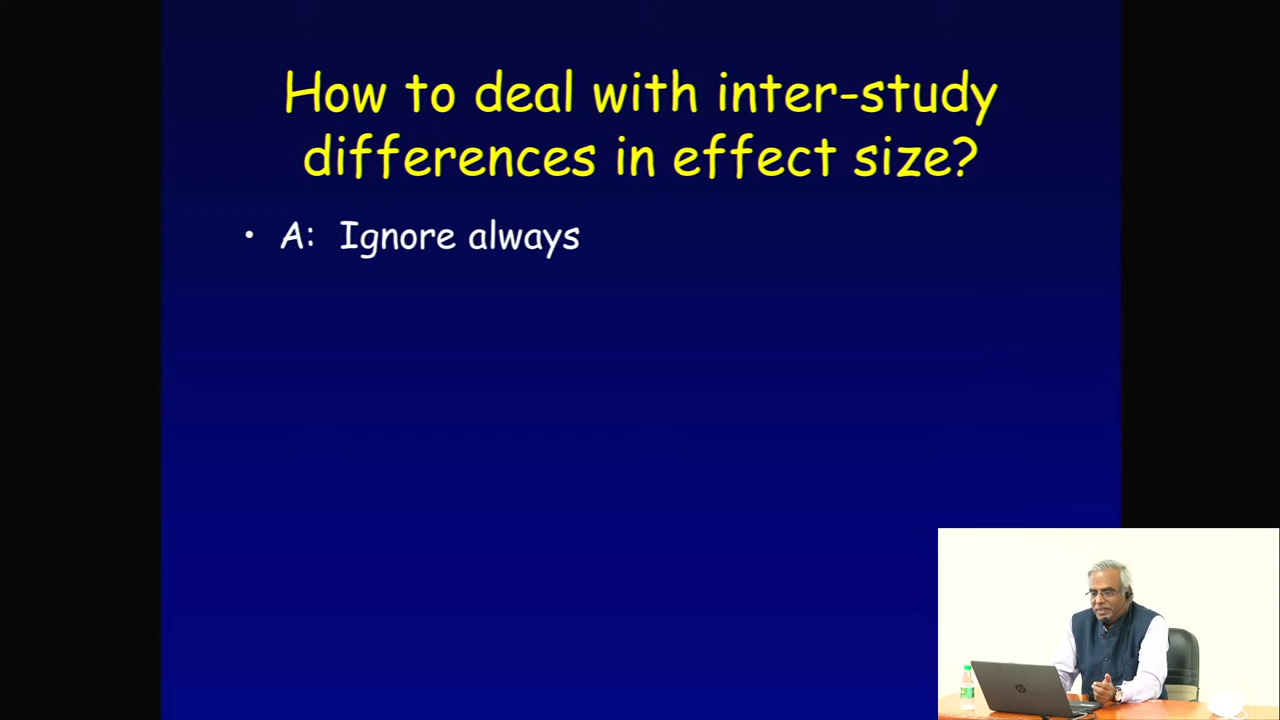 How to deal with inter-study
differences in effect size?
• A: Ignore always